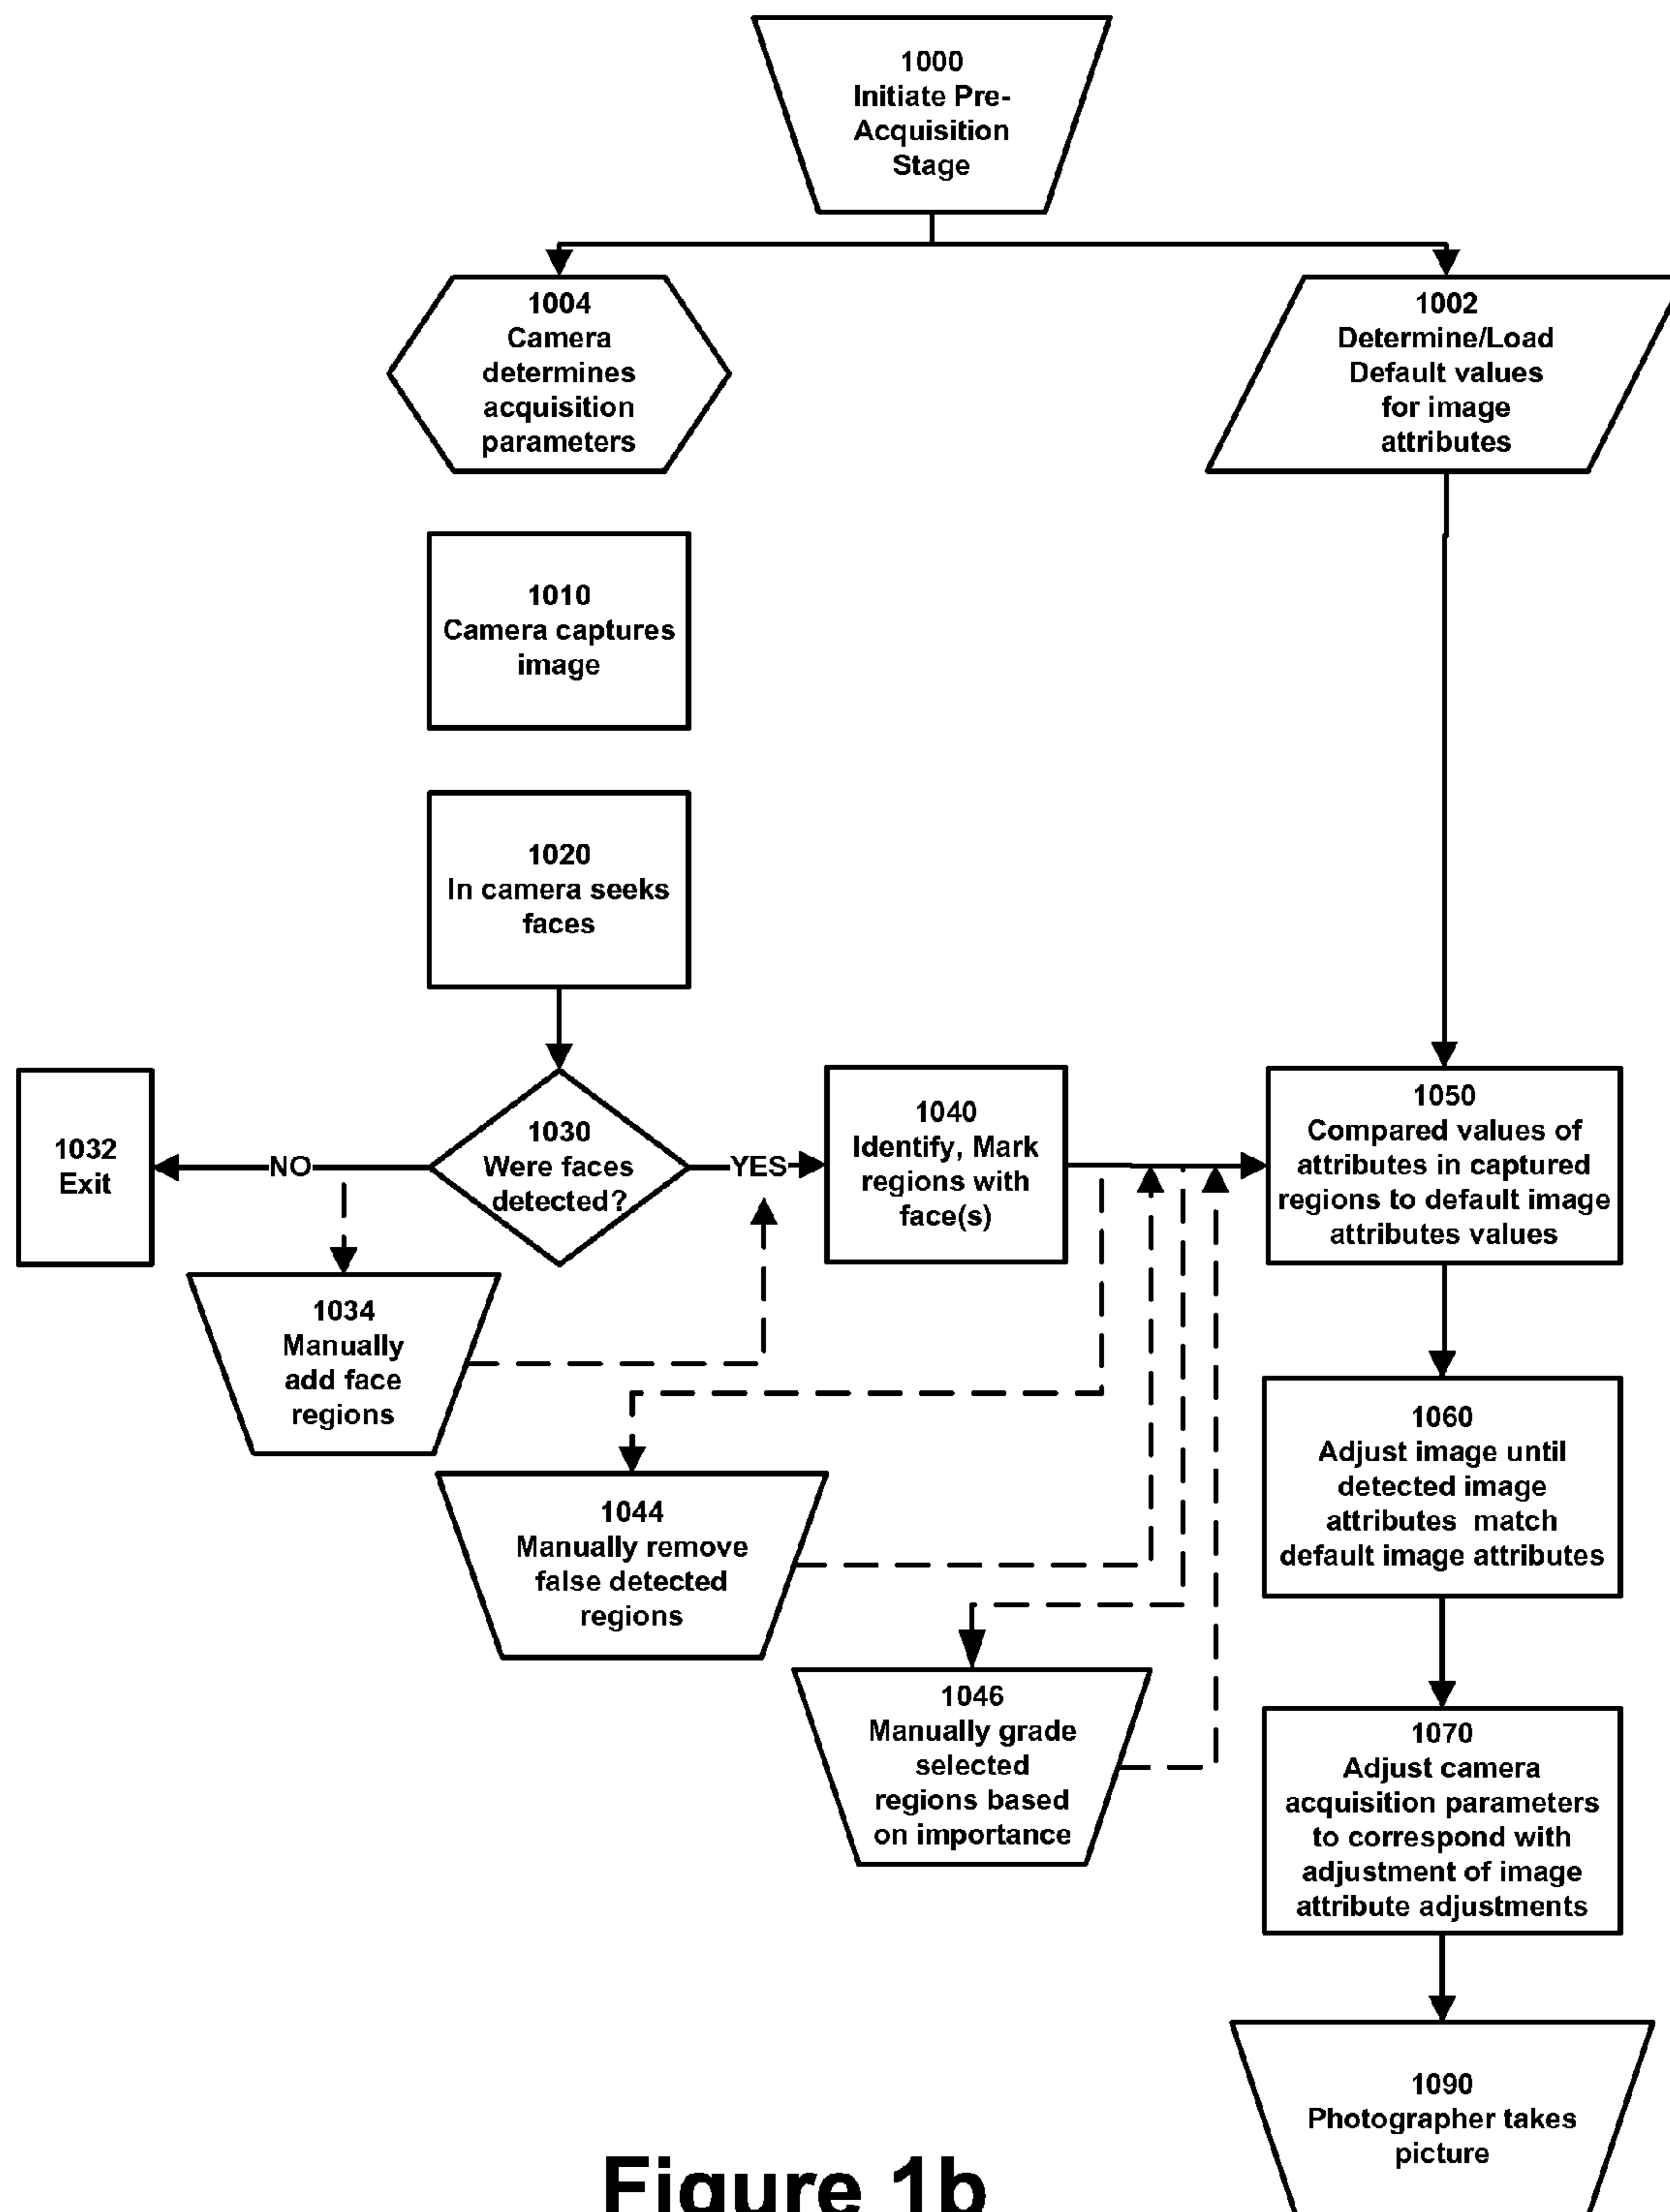 1000
Initiate Pre-
Acquisition
Stage
1004
Camera
determines
acquisition
parameters
1002
Determine/Load
Default values
for image
attributes
1010
Camera captures
image
1020
In camera seeks
faces
1032
Exit
NO
1030
Were faces
detected?
YES
1040
Identify, Mark
regions with
face(s)
1050
Compared values of
attributes in captured
regions to default image
attributes values
1034
Manually
add face
regions
1044
Manually remove
false detected
regions
1046
Manually grade
selected
regions based
on importance
1060
Adjust image until
detected image
attributes match
default image attributes
1070
Adjust camera
acquisition parameters
to correspond with
adjustment of image
attribute adjustments
1090
Photographer takes
picture
Figure 1b